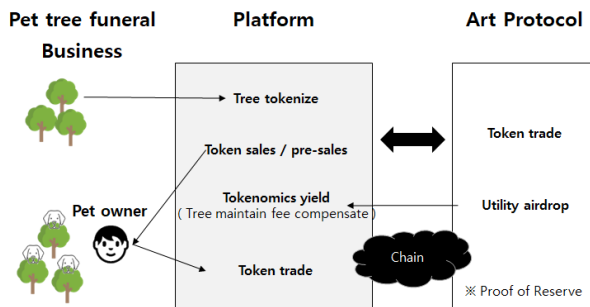 Pet tree funeral
Business
Platform
Art Protocol
Tree tokenize
Token sales / pre-sales
Token trade
Tokenomics yield
( Tree maintain fee compensate )
Utility airdrop
Pet owner
Token trade
Chain
※ Proof of Reserve